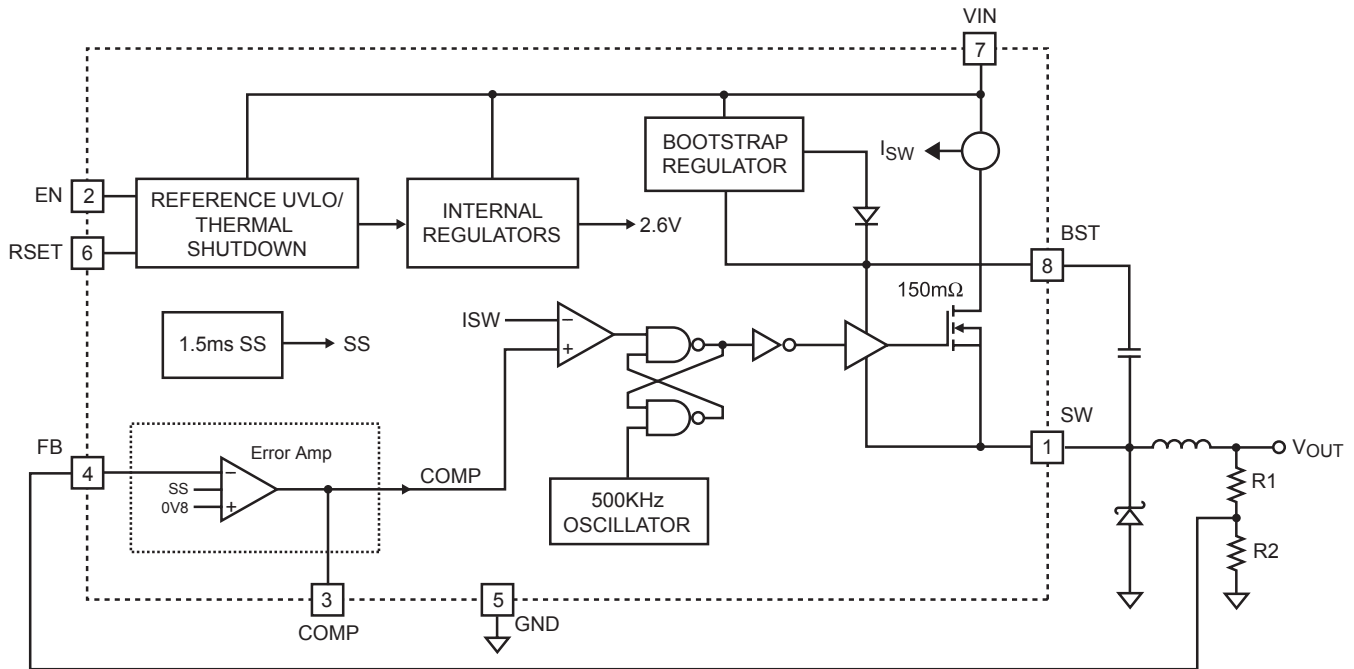 VIN
7
BOOTSTRAP
REGULATOR
ISW
EN
2
REFERENCE UVLO/
THERMAL
SHUTDOWN
INTERNAL
REGULATORS
2.6V
RSET
6
BST
8
150mΩ
1.5ms SS
SS
ISW
−
+
SW
1
VOUT
FB
4
Error Amp
−
SS
0V8
+
COMP
500KHz
OSCILLATOR
R1
R2
3
COMP
5
GND